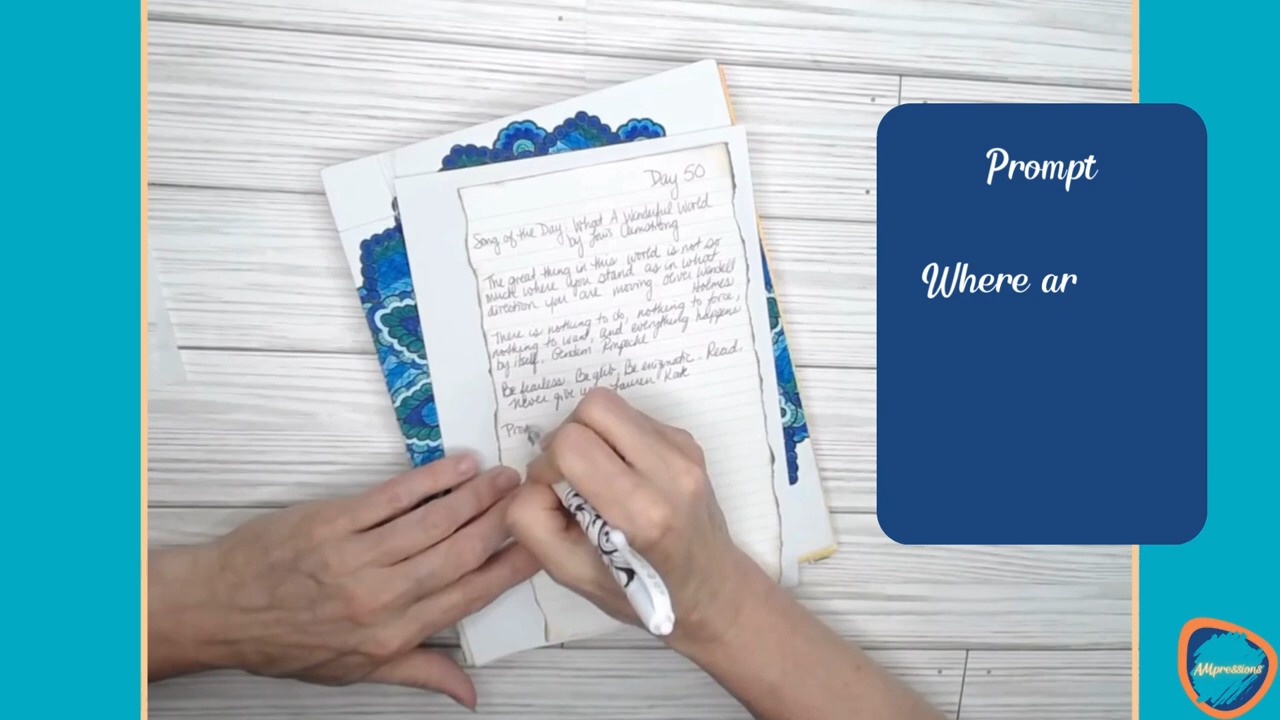 Day 50
Song of the Day: What A Wonderful World
by Louis Armstrong
The great thing in this world is not so
much where you stand as in what
direction you are moving Oliver Wendell
Holmes
There is nothing to do, nothing to force,
nothing to want, and everything happens
by itself. Gendem Rinpoche
Be fearless. Be glib. Be enigmatic. Read.
Never give up. Lauren Kate
Pro
Prompt
Where ar
AMpressions